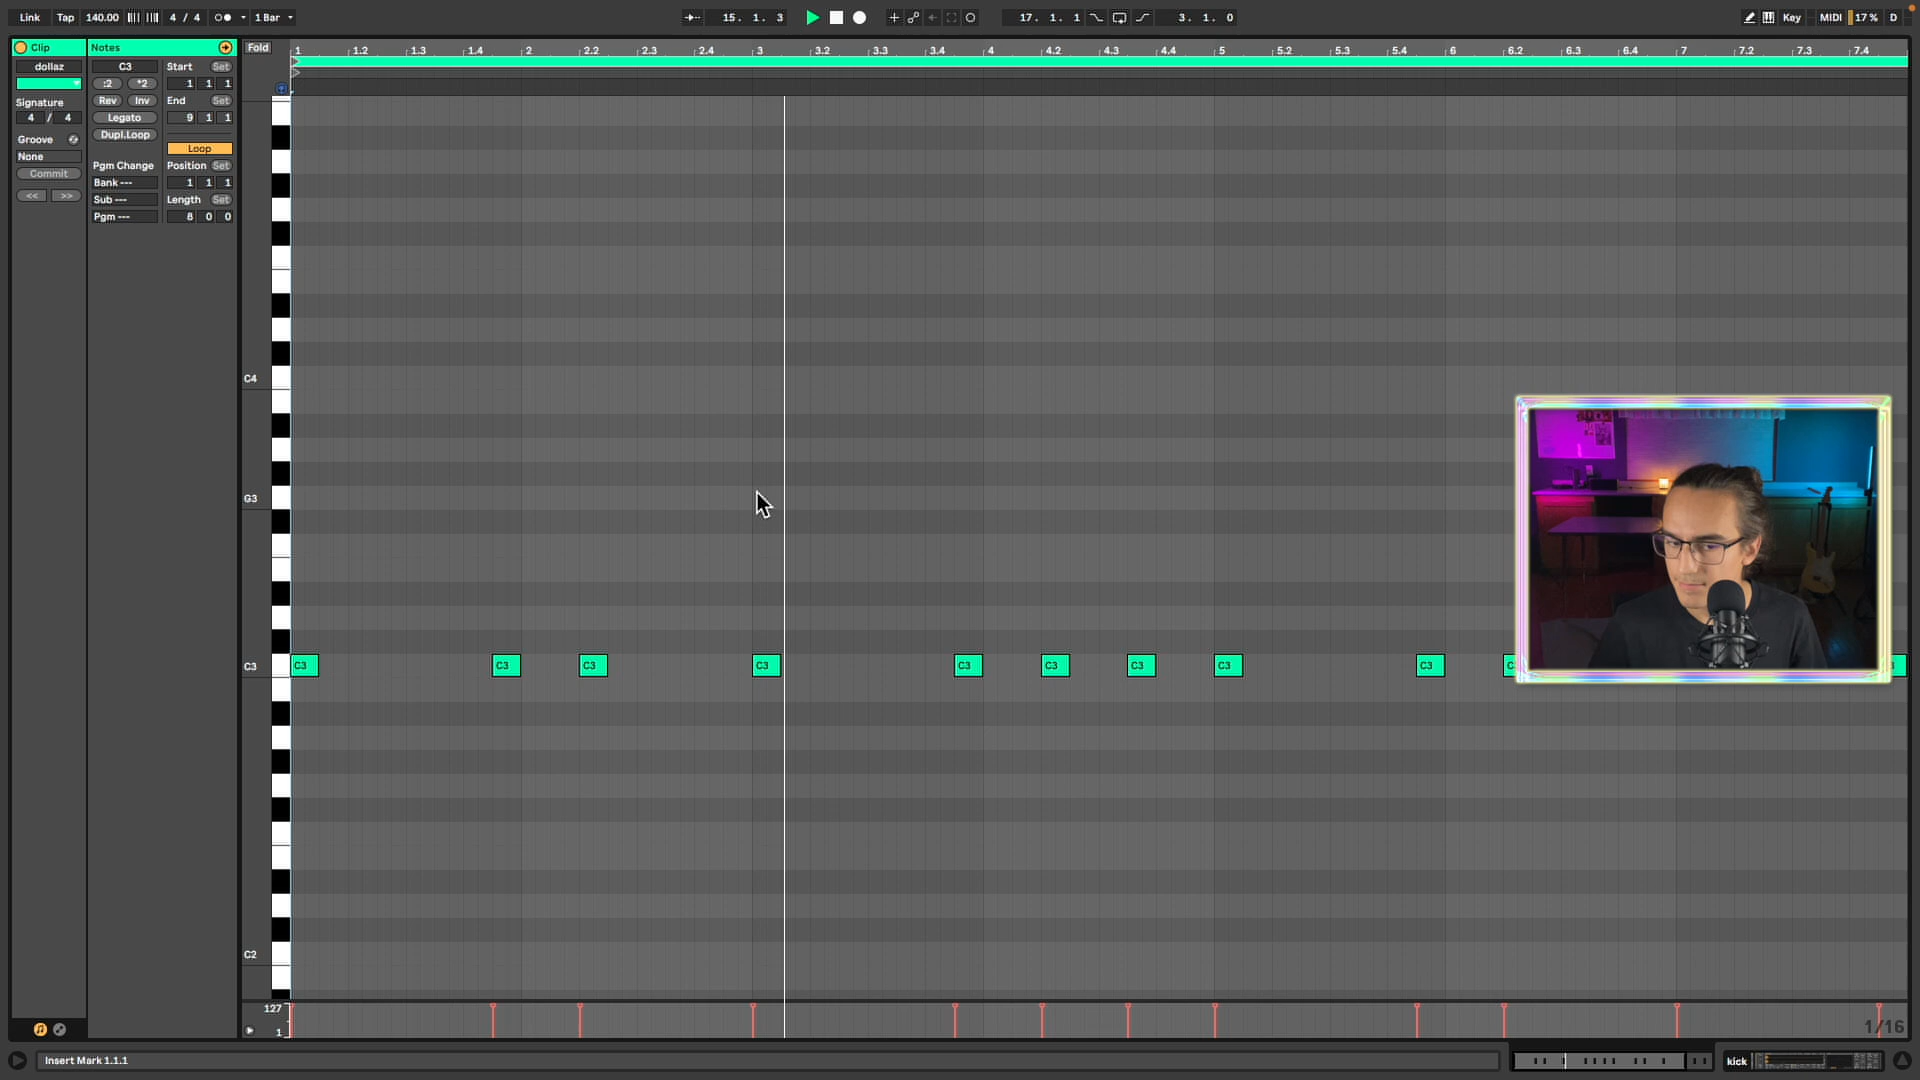 Link Tap 140.00 4 / 4 1 Bar 15. 1. 3 17. 1. 1 3. 1. 0 Key MIDI 17 % D
Clip Notes Fold 1 1.2 1.3 1.4 2 2.2 2.3 2.4 3 3.2 3.3 3.4 4 4.2 4.3 4.4 5 5.2 5.3 5.4 6 6.2 6.3 6.4 7 7.2 7.3 7.4
dollaz C3 Start Set
:2 *2 1 1 1
Signature Rev Inv End Set
4 / 4 Legato 9 1 1
Groove Dupl.Loop
None Loop
Commit Pgm Change Position Set
<< >> Bank --- 1 1 1
Sub --- Length Set
Pgm --- 8 0 0
C4
G3
C3 C3 C3 C3 C3 C3 C3 C3 C3 C3
C2
127
1 1/16
Insert Mark 1.1.1 kick